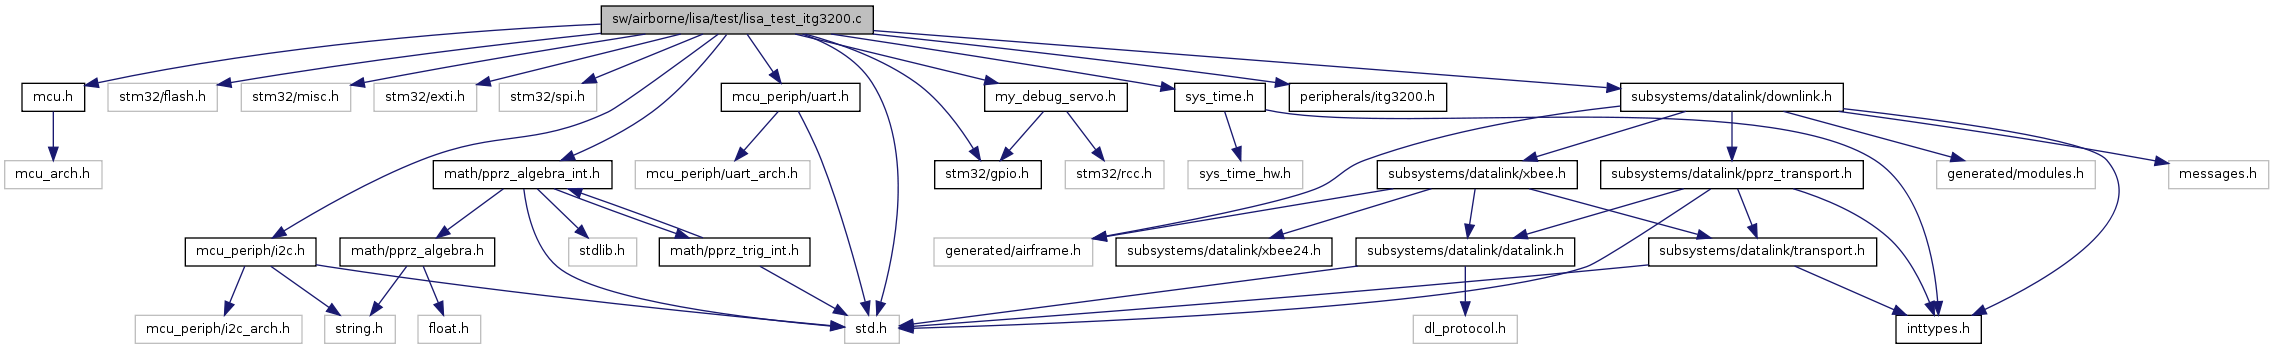 sw/airborne/lisa/test/lisa_test_itg3200.c
mcu.h
stm32/flash.h
stm32/misc.h
stm32/exti.h
stm32/spi.h
mcu_periph/uart.h
my_debug_servo.h
sys_time.h
peripherals/itg3200.h
subsystems/datalink/downlink.h
mcu_arch.h
math/pprz_algebra_int.h
mcu_periph/uart_arch.h
stm32/gpio.h
stm32/rcc.h
sys_time_hw.h
subsystems/datalink/xbee.h
subsystems/datalink/pprz_transport.h
generated/modules.h
messages.h
mcu_periph/i2c.h
math/pprz_algebra.h
stdlib.h
math/pprz_trig_int.h
generated/airframe.h
subsystems/datalink/xbee24.h
subsystems/datalink/datalink.h
subsystems/datalink/transport.h
mcu_periph/i2c_arch.h
string.h
float.h
std.h
dl_protocol.h
inttypes.h